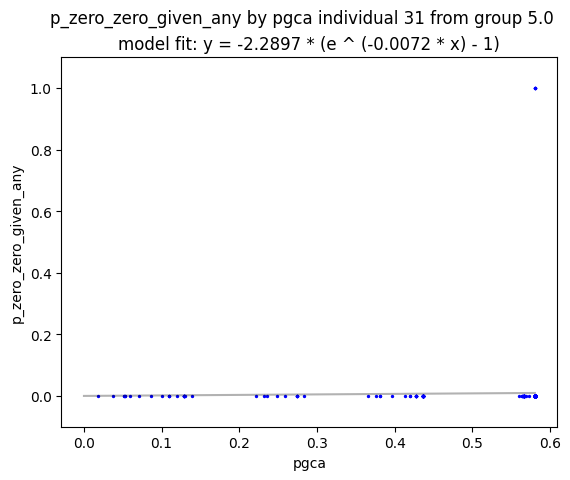 p_zero_zero_given_any by pgca individual 31 from group 5.0
model fit: y = -2.2897 * (e ^ (-0.0072 * x) - 1)
1.0
0.8
0.6
0.4
0.2
0.0
p_zero_zero_given_any
0.0 0.1 0.2 0.3 0.4 0.5 0.6
pgca